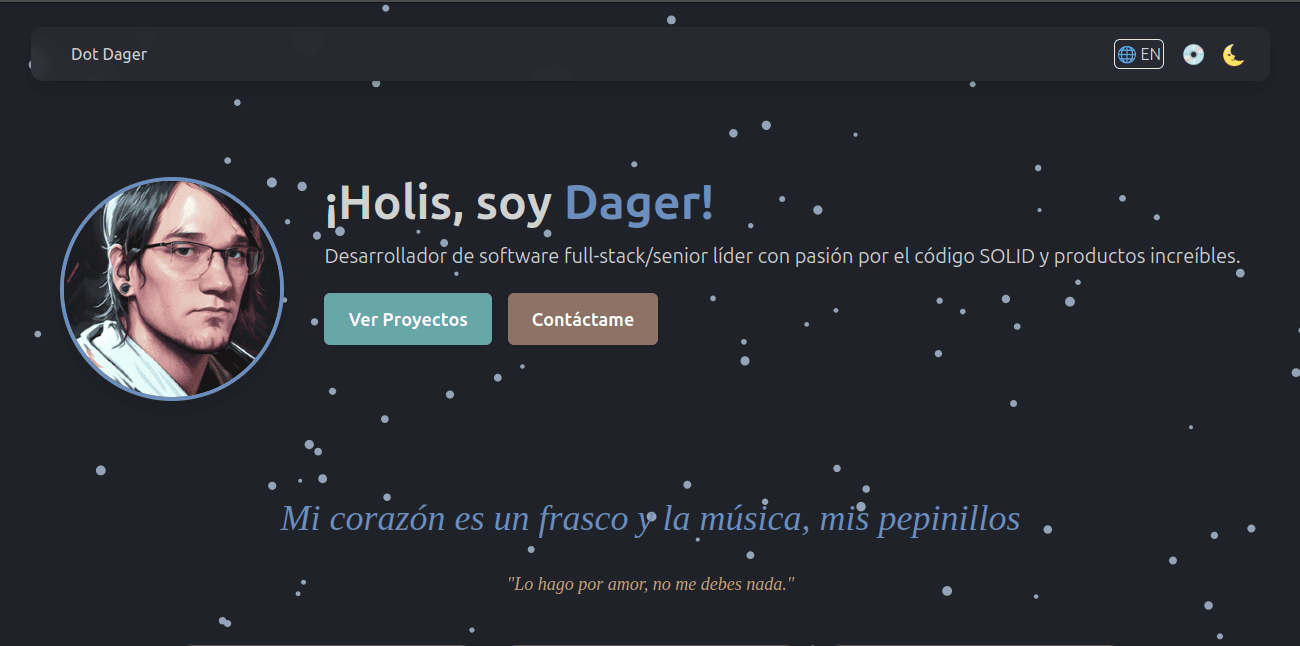 Dot Dager
🌐 EN
¡Holis, soy Dager!
Desarrollador de software full-stack/senior líder con pasión por el código SOLID y productos increíbles.
Ver Proyectos
Contáctame
Mi corazón es un frasco y la música, mis pepinillos
"Lo hago por amor, no me debes nada."